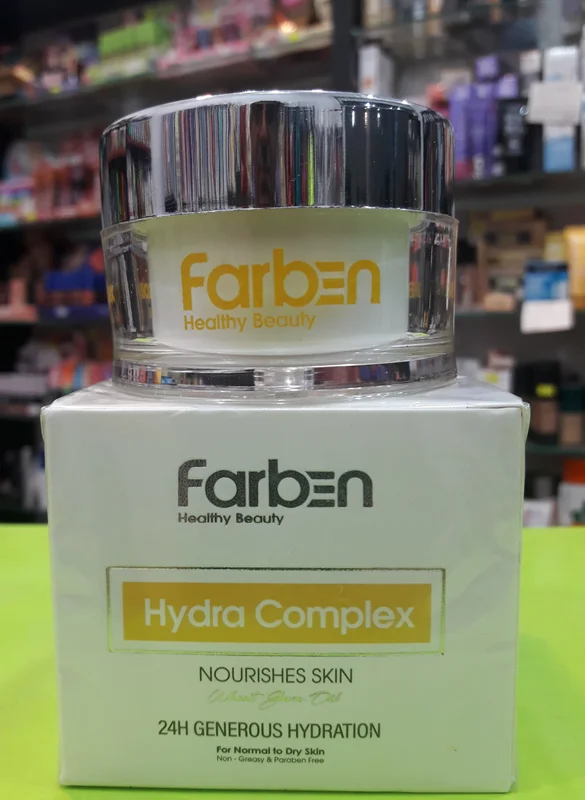 Farben
Healthy Beauty
Farben
Healthy Beauty
Hydra Complex
NOURISHES SKIN
Wheat Germ
24H GENEROUS HYDRATION
For Normal to Dry Skin
Non - Greasy & Paraben Free